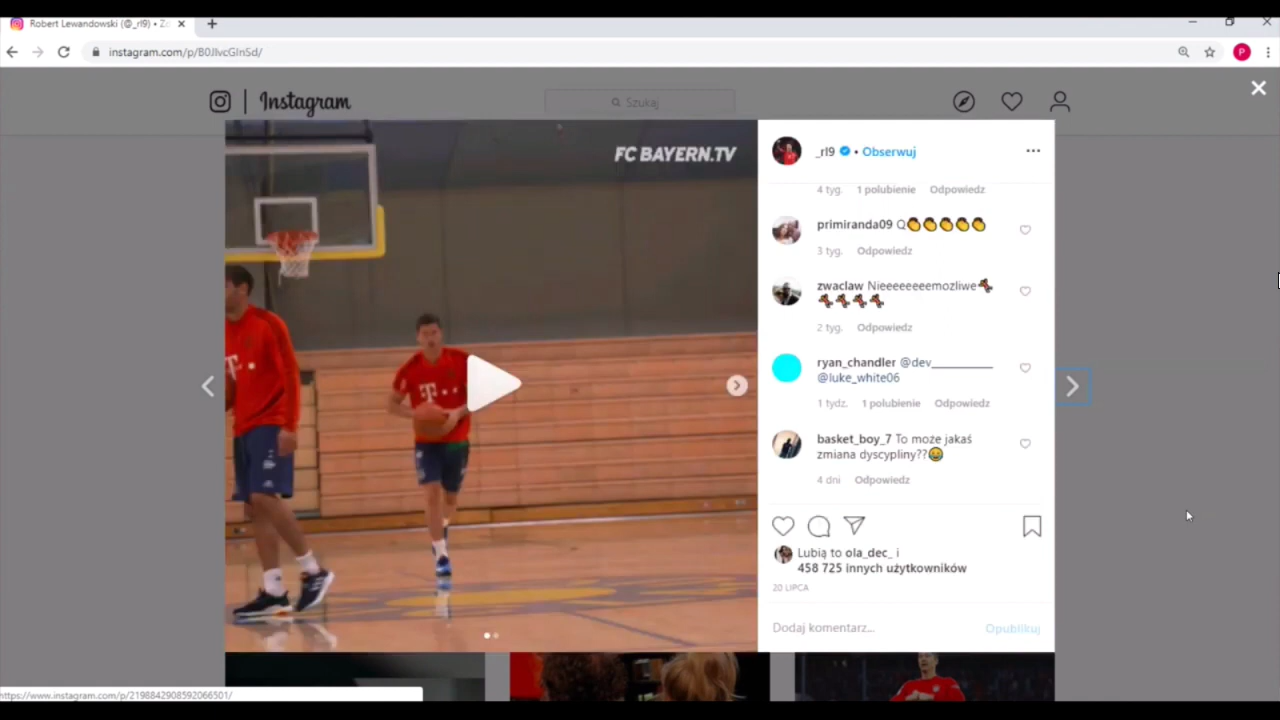 Robert Lewandowski (@_rl9) • Z
instagram.com/p/B0JlvcGInSd/
P
Instagram
Szukaj
FC BAYERN.TV
_rl9 • Obserwuj
4 tyg. 1 polubienie Odpowiedz
primiranda09 Q👏👏👏👏👏
3 tyg. Odpowiedz
zwaclaw Nieeeeeeeemozliwe
2 tyg. Odpowiedz
ryan_chandler @dev__________
@luke_white06
1 tydz. 1 polubienie Odpowiedz
basket_boy_7 To może jakaś
zmiana dyscypliny??😂
4 dni Odpowiedz
Lubią to ola_dec_ i
458 725 innych użytkowników
20 LIPCA
Dodaj komentarz...
Opublikuj
https://www.instagram.com/p/2198842908592066501/